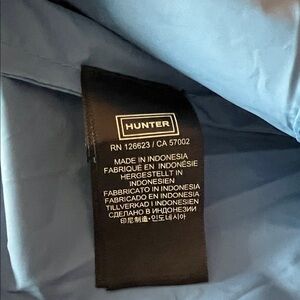 HUNTER
RN 126623 / CA 57002
MADE IN INDONESIA
FABRIQUÉ EN INDONÉSIE
HERGESTELLT IN
INDONESIEN
FABBRICATO IN INDONESIA
FABRICADO EN INDONESIA
TILLVERKAD I INDONESIEN
СДЕЛАНО В ИНДОНЕЗИИ
印尼制造・인도네시아